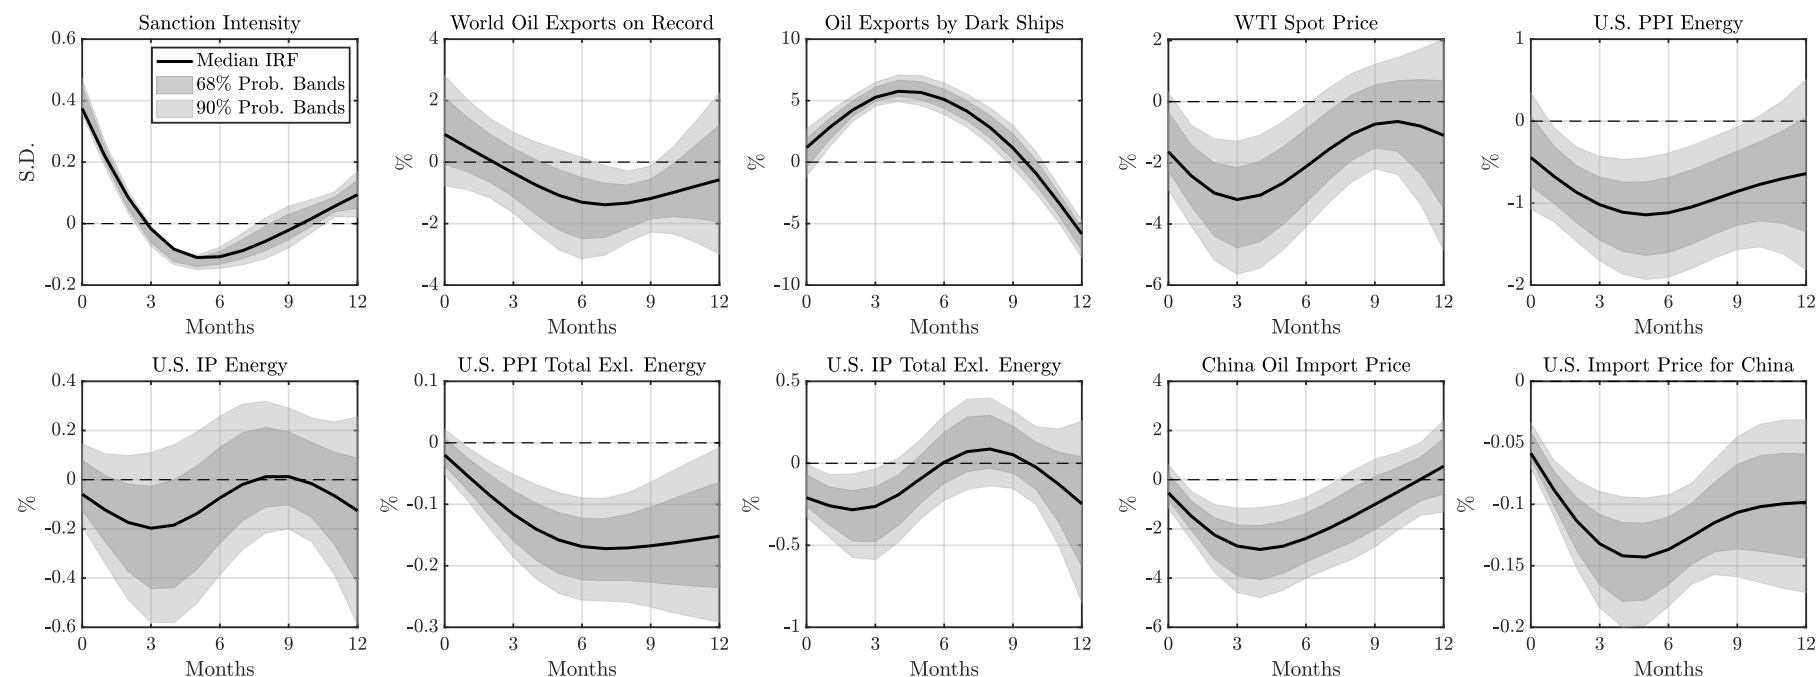 Sanction Intensity
0.6
0.4
0.2
0
-0.2
S.D.
Median IRF
68% Prob. Bands
90% Prob. Bands
0 3 6 9 12
Months
World Oil Exports on Record
4
2
0
-2
-4
%
0 3 6 9 12
Months
Oil Exports by Dark Ships
10
5
0
-5
-10
%
0 3 6 9 12
Months
WTI Spot Price
2
0
-2
-4
-6
%
0 3 6 9 12
Months
U.S. PPI Energy
1
0
-1
-2
%
0 3 6 9 12
Months
U.S. IP Energy
0.4
0.2
0
-0.2
-0.4
-0.6
%
0 3 6 9 12
Months
U.S. PPI Total Exl. Energy
0.1
0
-0.1
-0.2
-0.3
%
0 3 6 9 12
Months
U.S. IP Total Exl. Energy
0.5
0
-0.5
-1
%
0 3 6 9 12
Months
China Oil Import Price
4
2
0
-2
-4
-6
%
0 3 6 9 12
Months
U.S. Import Price for China
0
-0.05
-0.1
-0.15
-0.2
%
0 3 6 9 12
Months